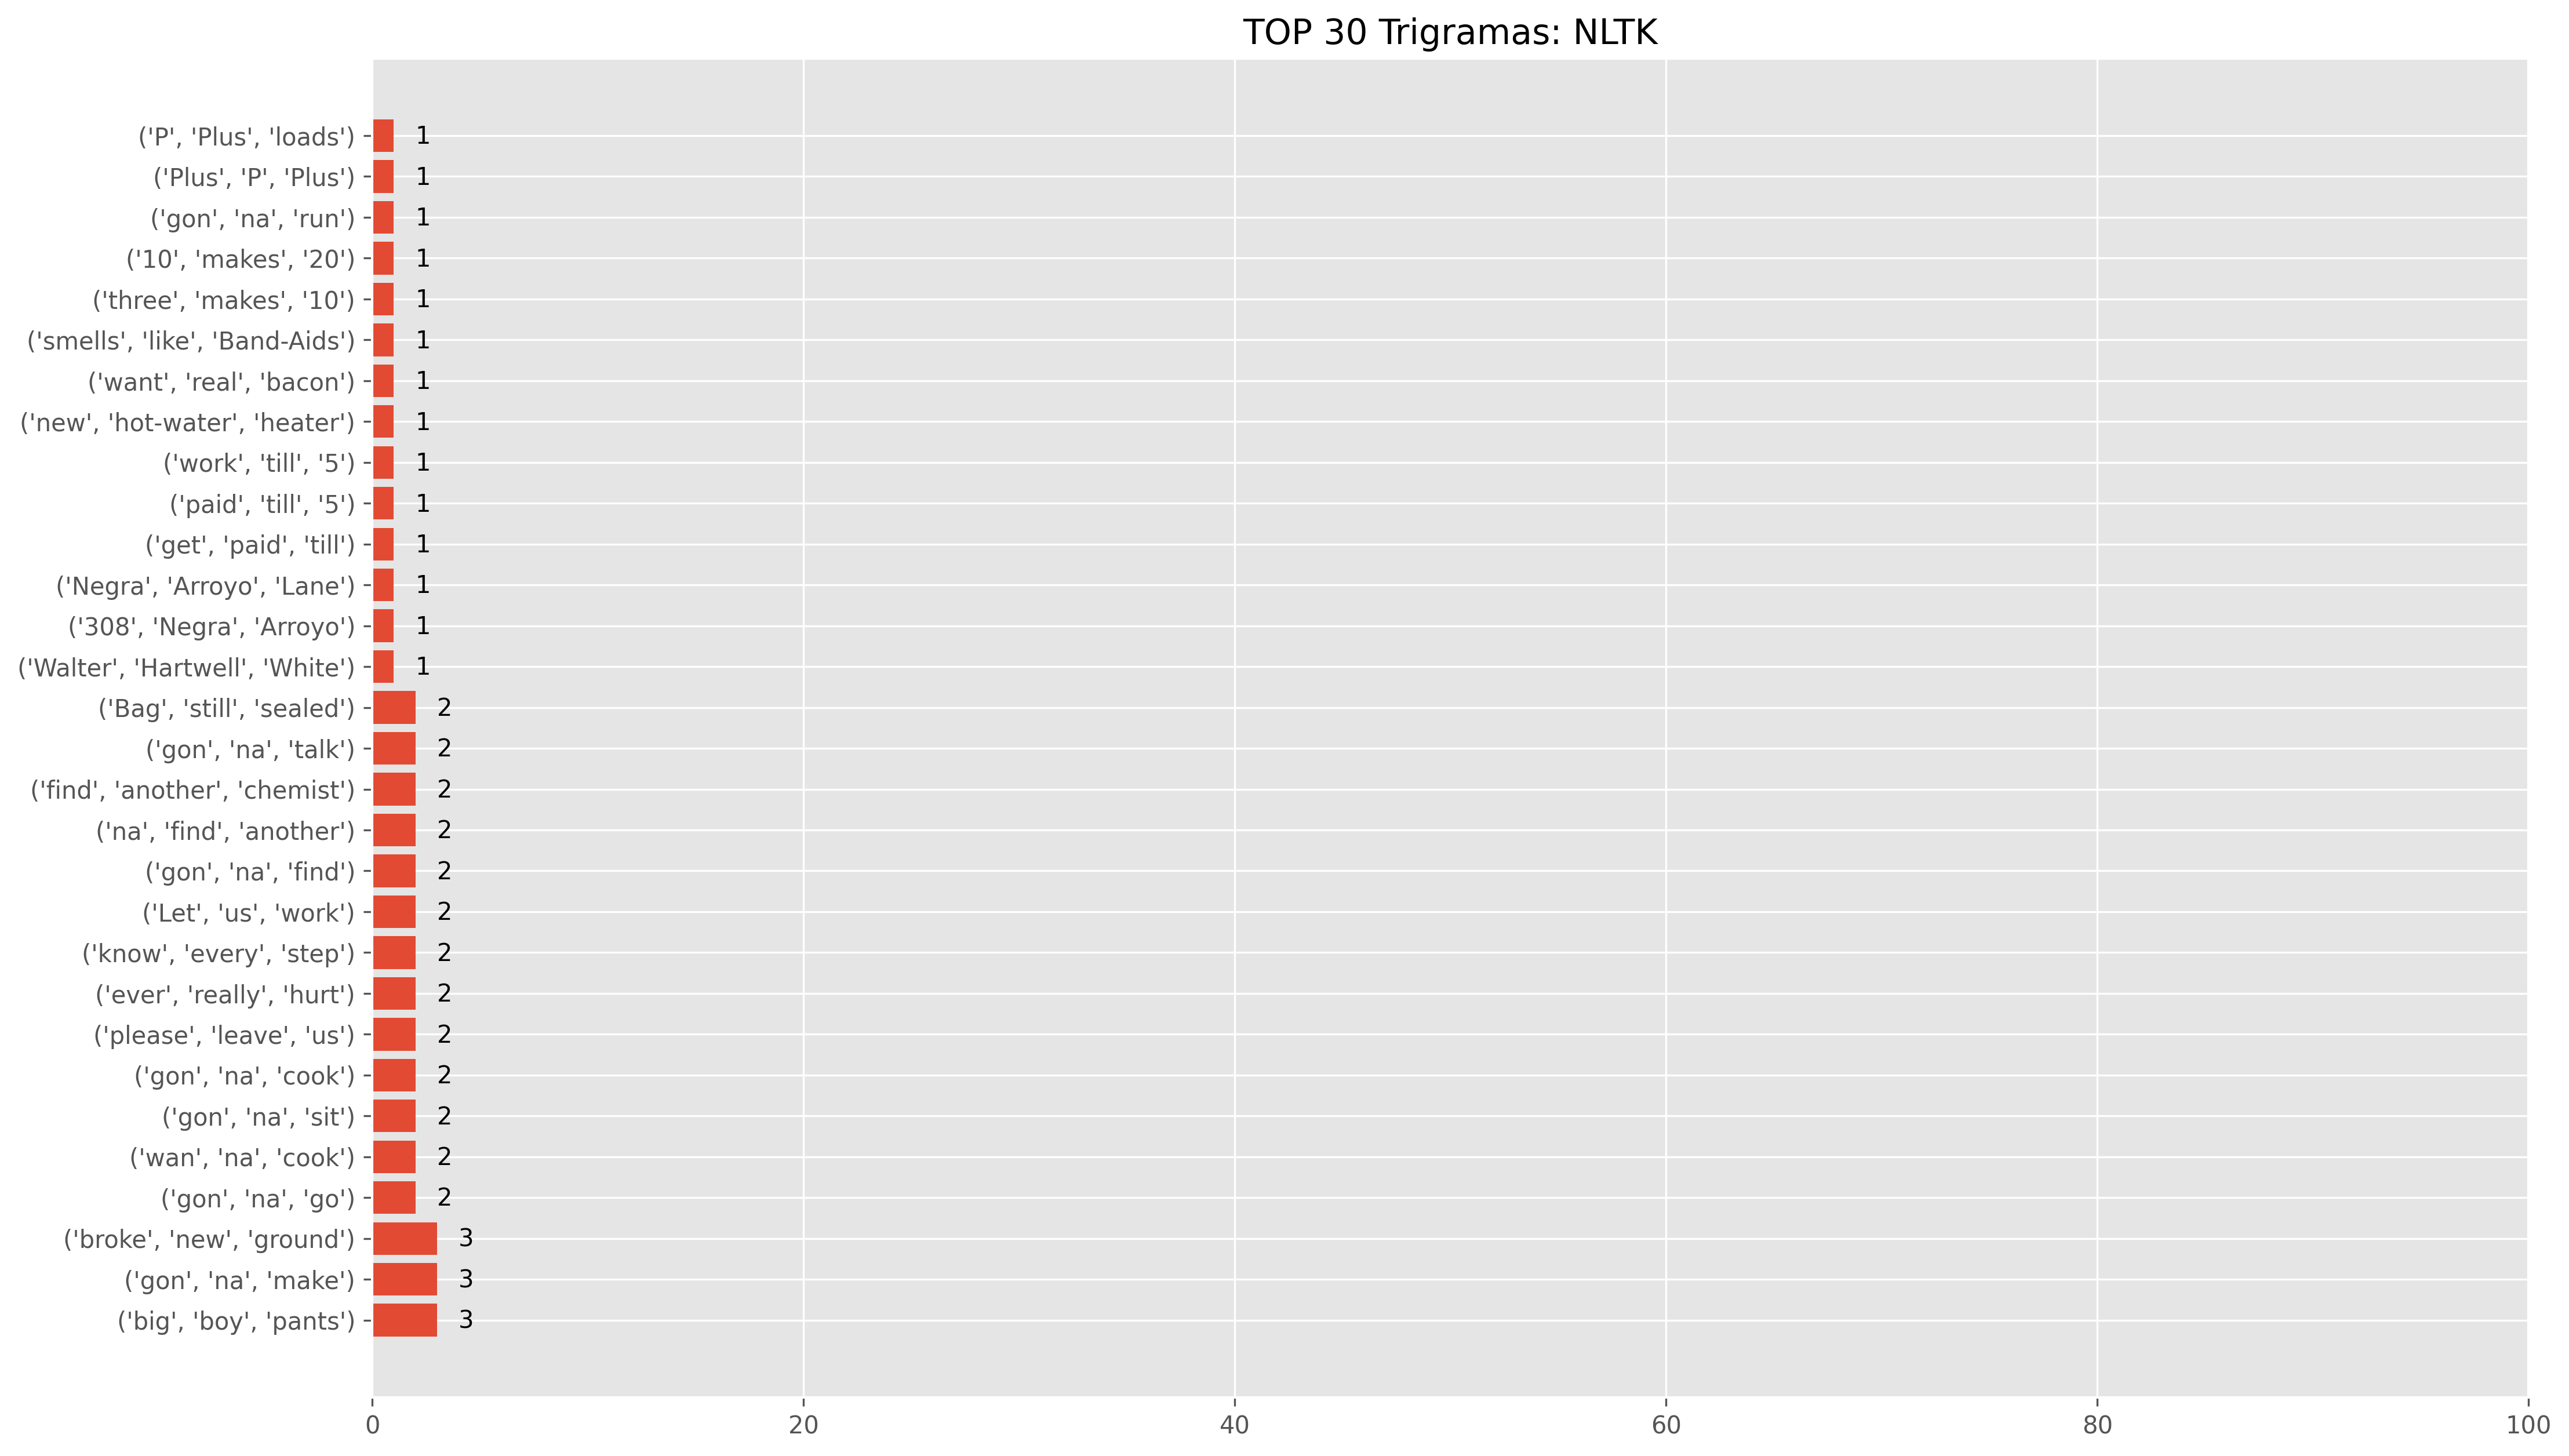 TOP 30 Trigramas: NLTK
('P', 'Plus', 'loads') 1
('Plus', 'P', 'Plus') 1
('gon', 'na', 'run') 1
('10', 'makes', '20') 1
('three', 'makes', '10') 1
('smells', 'like', 'Band-Aids') 1
('want', 'real', 'bacon') 1
('new', 'hot-water', 'heater') 1
('work', 'till', '5') 1
('paid', 'till', '5') 1
('get', 'paid', 'till') 1
('Negra', 'Arroyo', 'Lane') 1
('308', 'Negra', 'Arroyo') 1
('Walter', 'Hartwell', 'White') 1
('Bag', 'still', 'sealed') 2
('gon', 'na', 'talk') 2
('find', 'another', 'chemist') 2
('na', 'find', 'another') 2
('gon', 'na', 'find') 2
('Let', 'us', 'work') 2
('know', 'every', 'step') 2
('ever', 'really', 'hurt') 2
('please', 'leave', 'us') 2
('gon', 'na', 'cook') 2
('gon', 'na', 'sit') 2
('wan', 'na', 'cook') 2
('gon', 'na', 'go') 2
('broke', 'new', 'ground') 3
('gon', 'na', 'make') 3
('big', 'boy', 'pants') 3
0 20 40 60 80 100